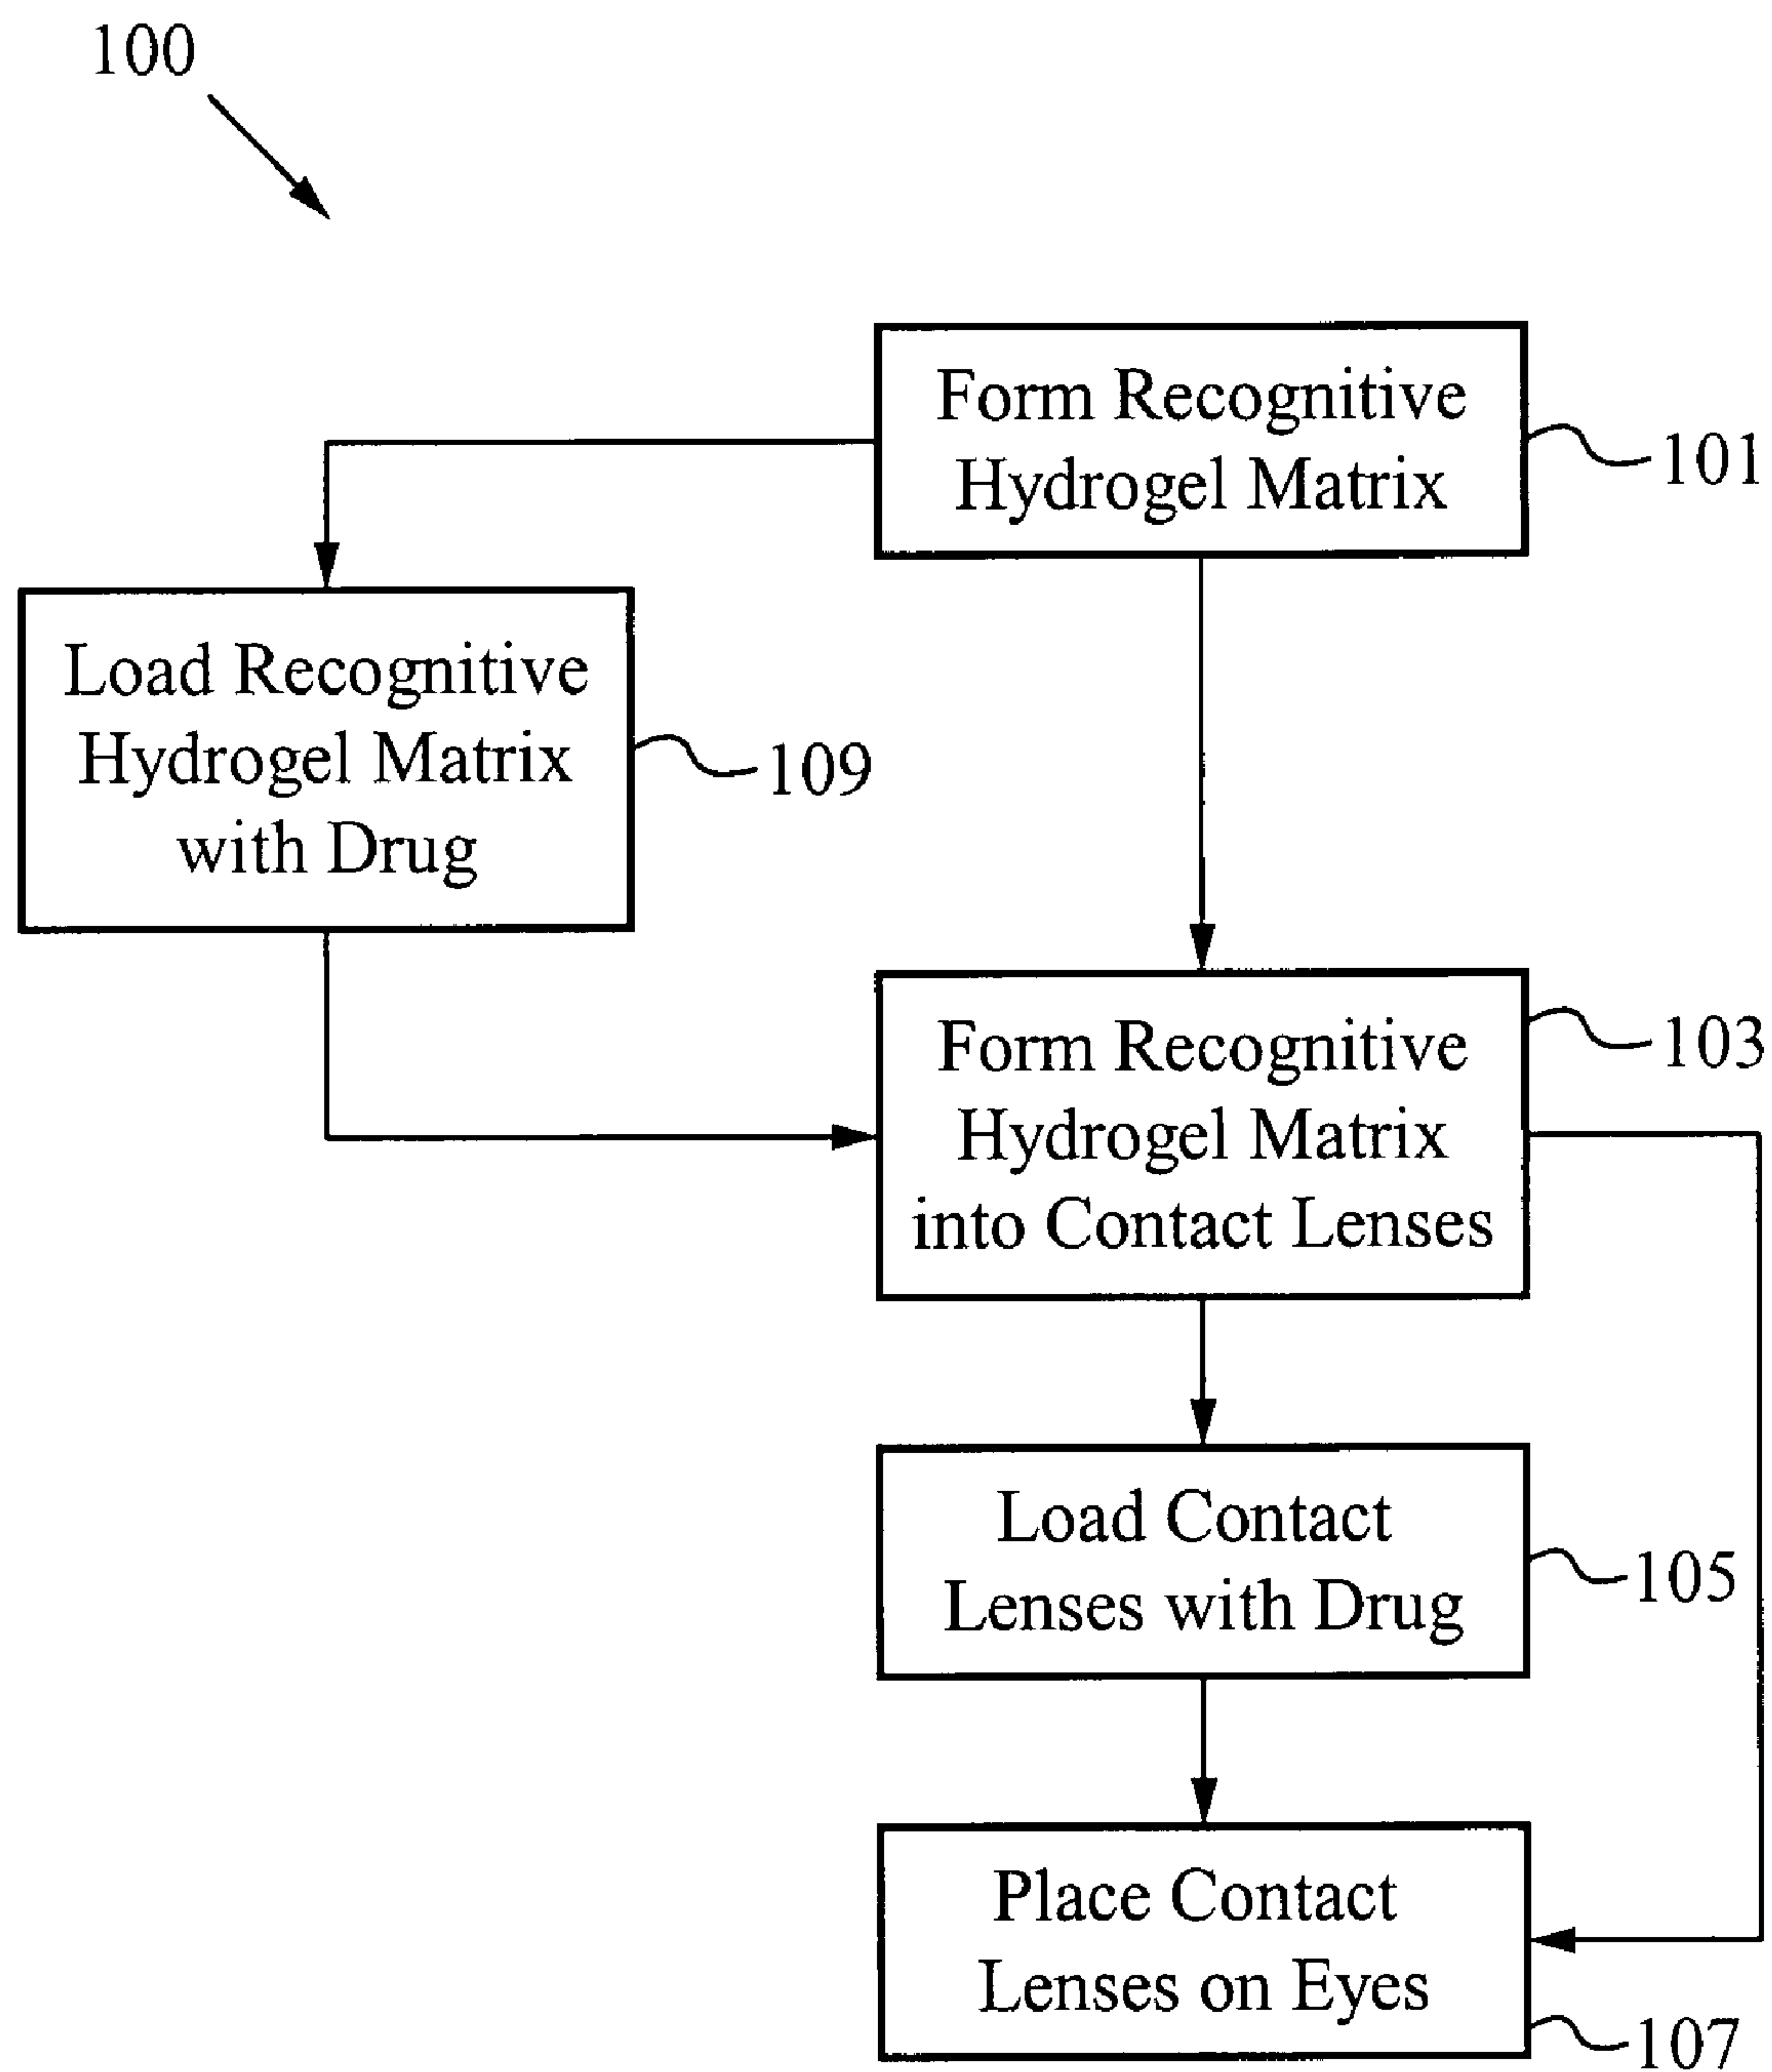 100
Form Recognitive
Hydrogel Matrix
101
Load Recognitive
Hydrogel Matrix
with Drug
109
Form Recognitive
Hydrogel Matrix
into Contact Lenses
103
Load Contact
Lenses with Drug
105
Place Contact
Lenses on Eyes
107